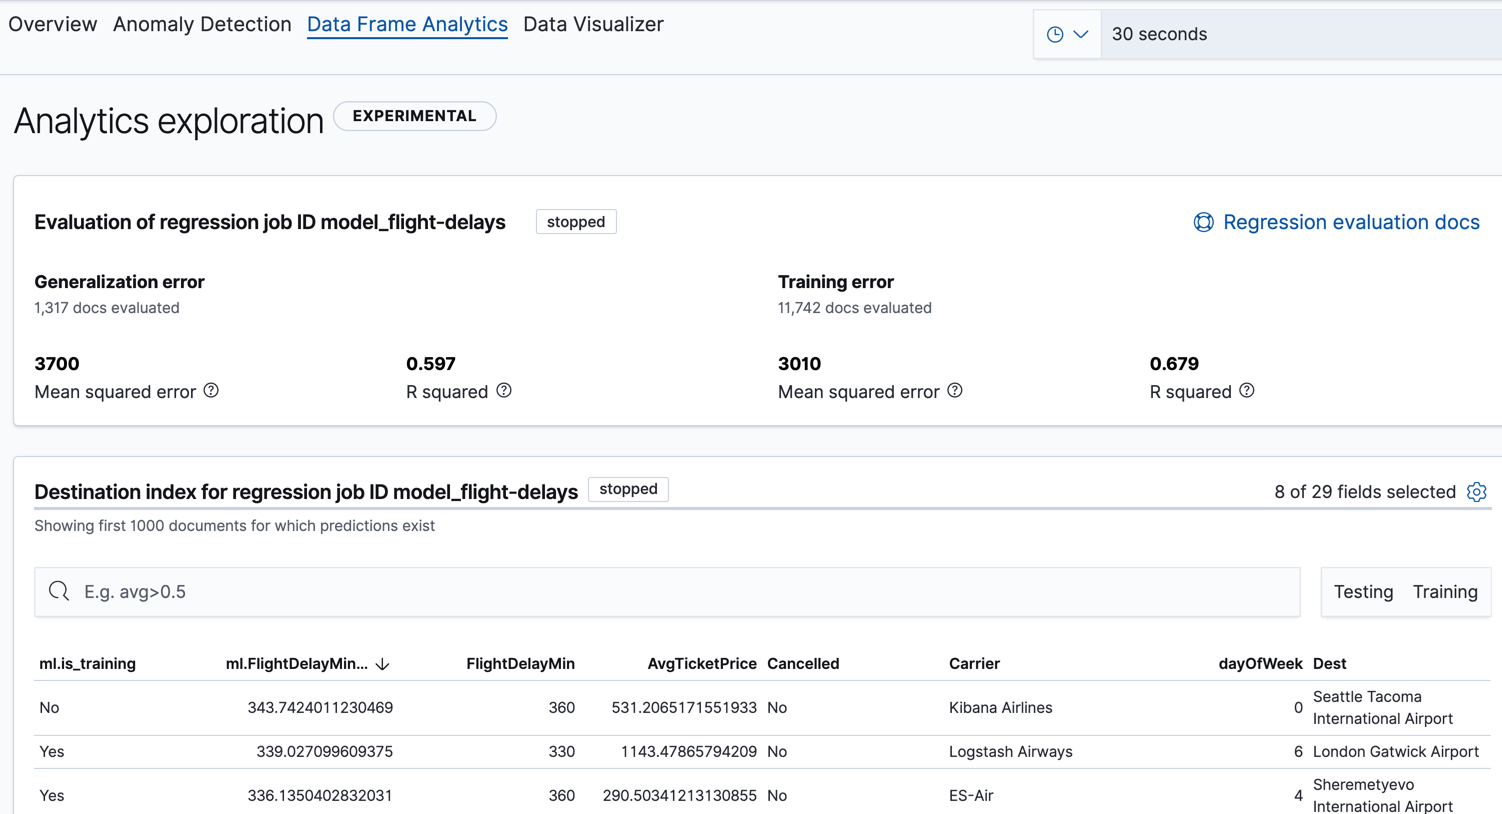 Overview Anomaly Detection Data Frame Analytics Data Visualizer
30 seconds
Analytics exploration EXPERIMENTAL
Evaluation of regression job ID model_flight-delays stopped
Regression evaluation docs
Generalization error Training error
1,317 docs evaluated 11,742 docs evaluated
3700 0.597 3010 0.679
Mean squared error R squared Mean squared error R squared
Destination index for regression job ID model_flight-delays stopped
8 of 29 fields selected
Showing first 1000 documents for which predictions exist
E.g. avg>0.5
Testing Training
ml.is_training ml.FlightDelayMin... FlightDelayMin AvgTicketPrice Cancelled Carrier dayOfWeek Dest
No 343.7424011230469 360 531.2065171551933 No Kibana Airlines 0 Seattle Tacoma
International Airport
Yes 339.027099609375 330 1143.47865794209 No Logstash Airways 6 London Gatwick Airport
Yes 336.1350402832031 360 290.50341213130855 No ES-Air 4 Sheremetyevo
International Airport